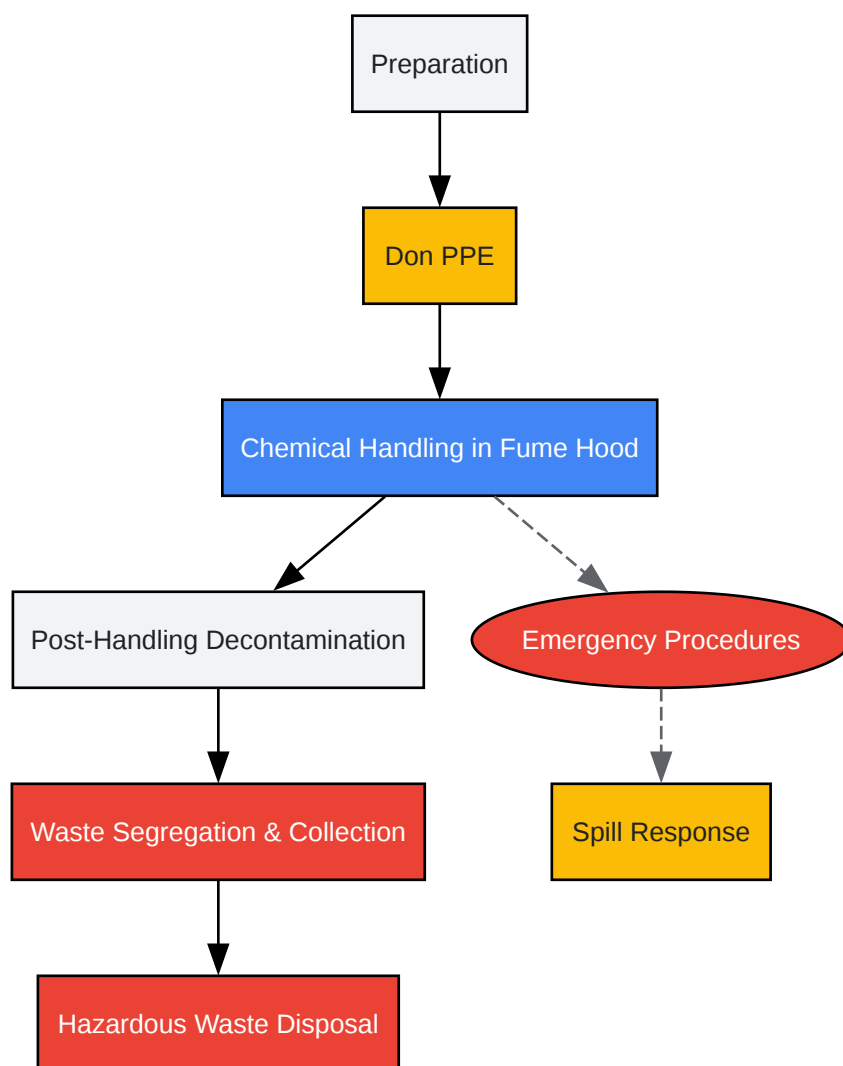 Preparation
Don PPE
Chemical Handling in Fume Hood
Post-Handling Decontamination
Emergency Procedures
Waste Segregation & Collection
Spill Response
Hazardous Waste Disposal